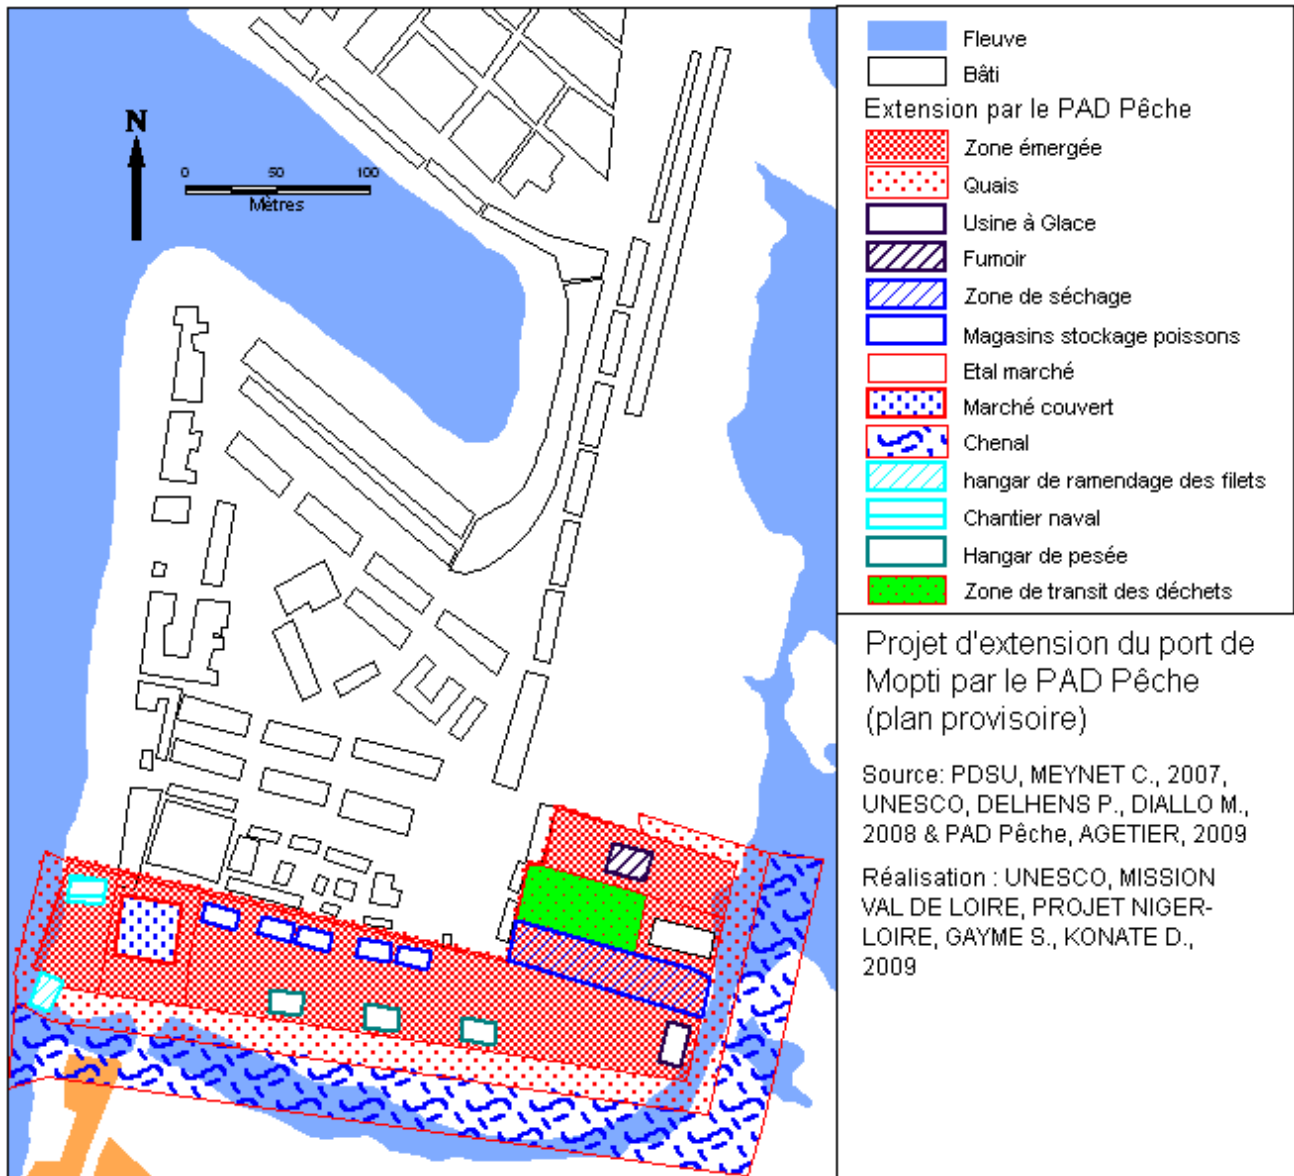 N
0 50 100
Mètres
Fleuve
Bâti
Extension par le PAD Pêche
Zone émergée
Quais
Usine à Glace
Fumoir
Zone de séchage
Magasins stockage poissons
Etal marché
Marché couvert
Chenal
hangar de ramendage des filets
Chantier naval
Hangar de pesée
Zone de transit des déchets
Projet d'extension du port de
Mopti par le PAD Pêche
(plan provisoire)
Source: PDSU, MEYNET C., 2007,
UNESCO, DELHENS P., DIALLO M.,
2008 & PAD Pêche, AGETIER, 2009
Réalisation : UNESCO, MISSION
VAL DE LOIRE, PROJET NIGER-
LOIRE, GAYME S., KONATE D.,
2009